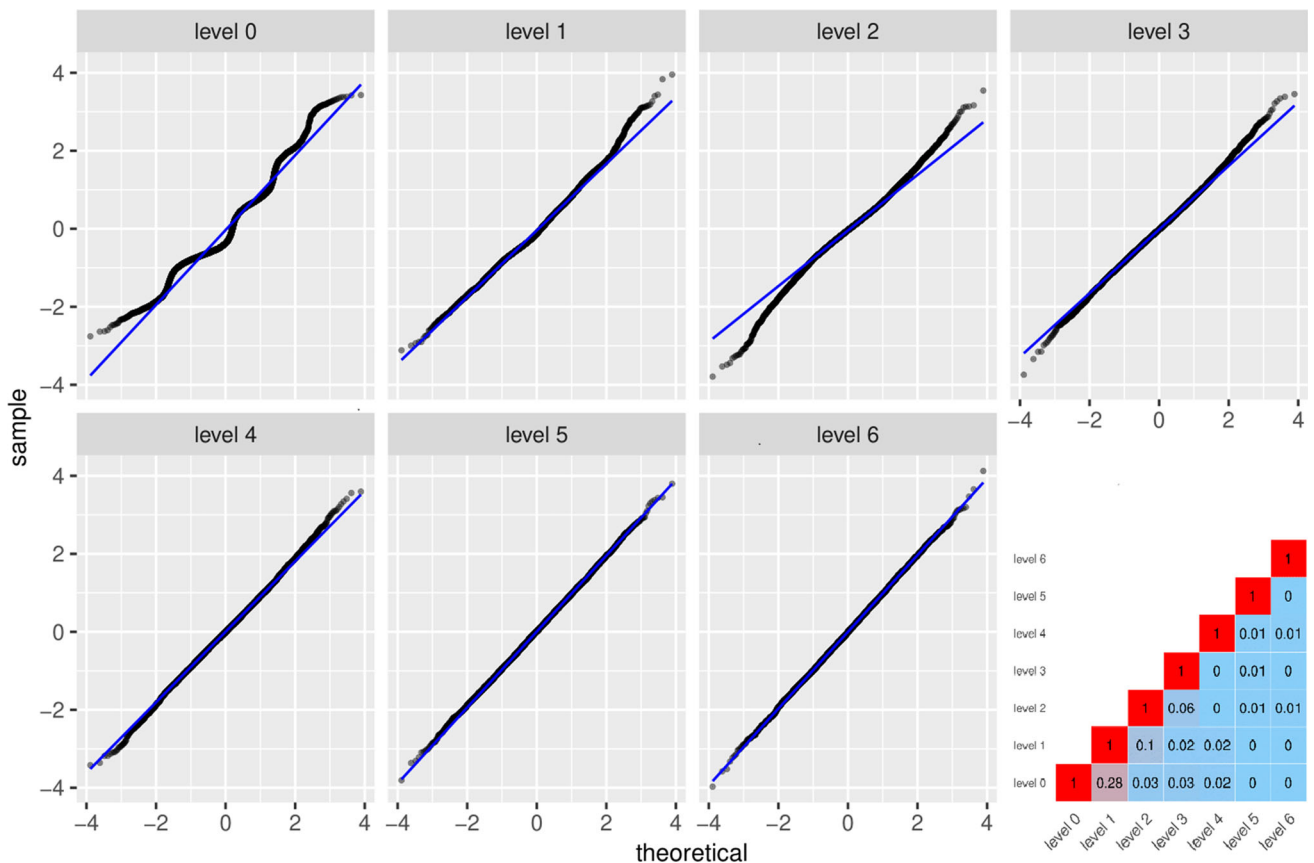 level 0
level 1
level 2
level 3
4
2
0
−2
−4
−4
−2
0
2
4
sample
level 4
level 5
level 6
4
2
0
−2
−4
−4
−2
0
2
4
−4
−2
0
2
4
−4
−2
0
2
4
theoretical
level 6
1
level 5
1
0
level 4
1
0.01
0.01
level 3
1
0
0.01
0
level 2
1
0.06
0
0.01
0.01
level 1
1
0.1
0.02
0.02
0
0
level 0
1
0.28
0.03
0.03
0.02
0
0
level 0
level 1
level 2
level 3
level 4
level 5
level 6